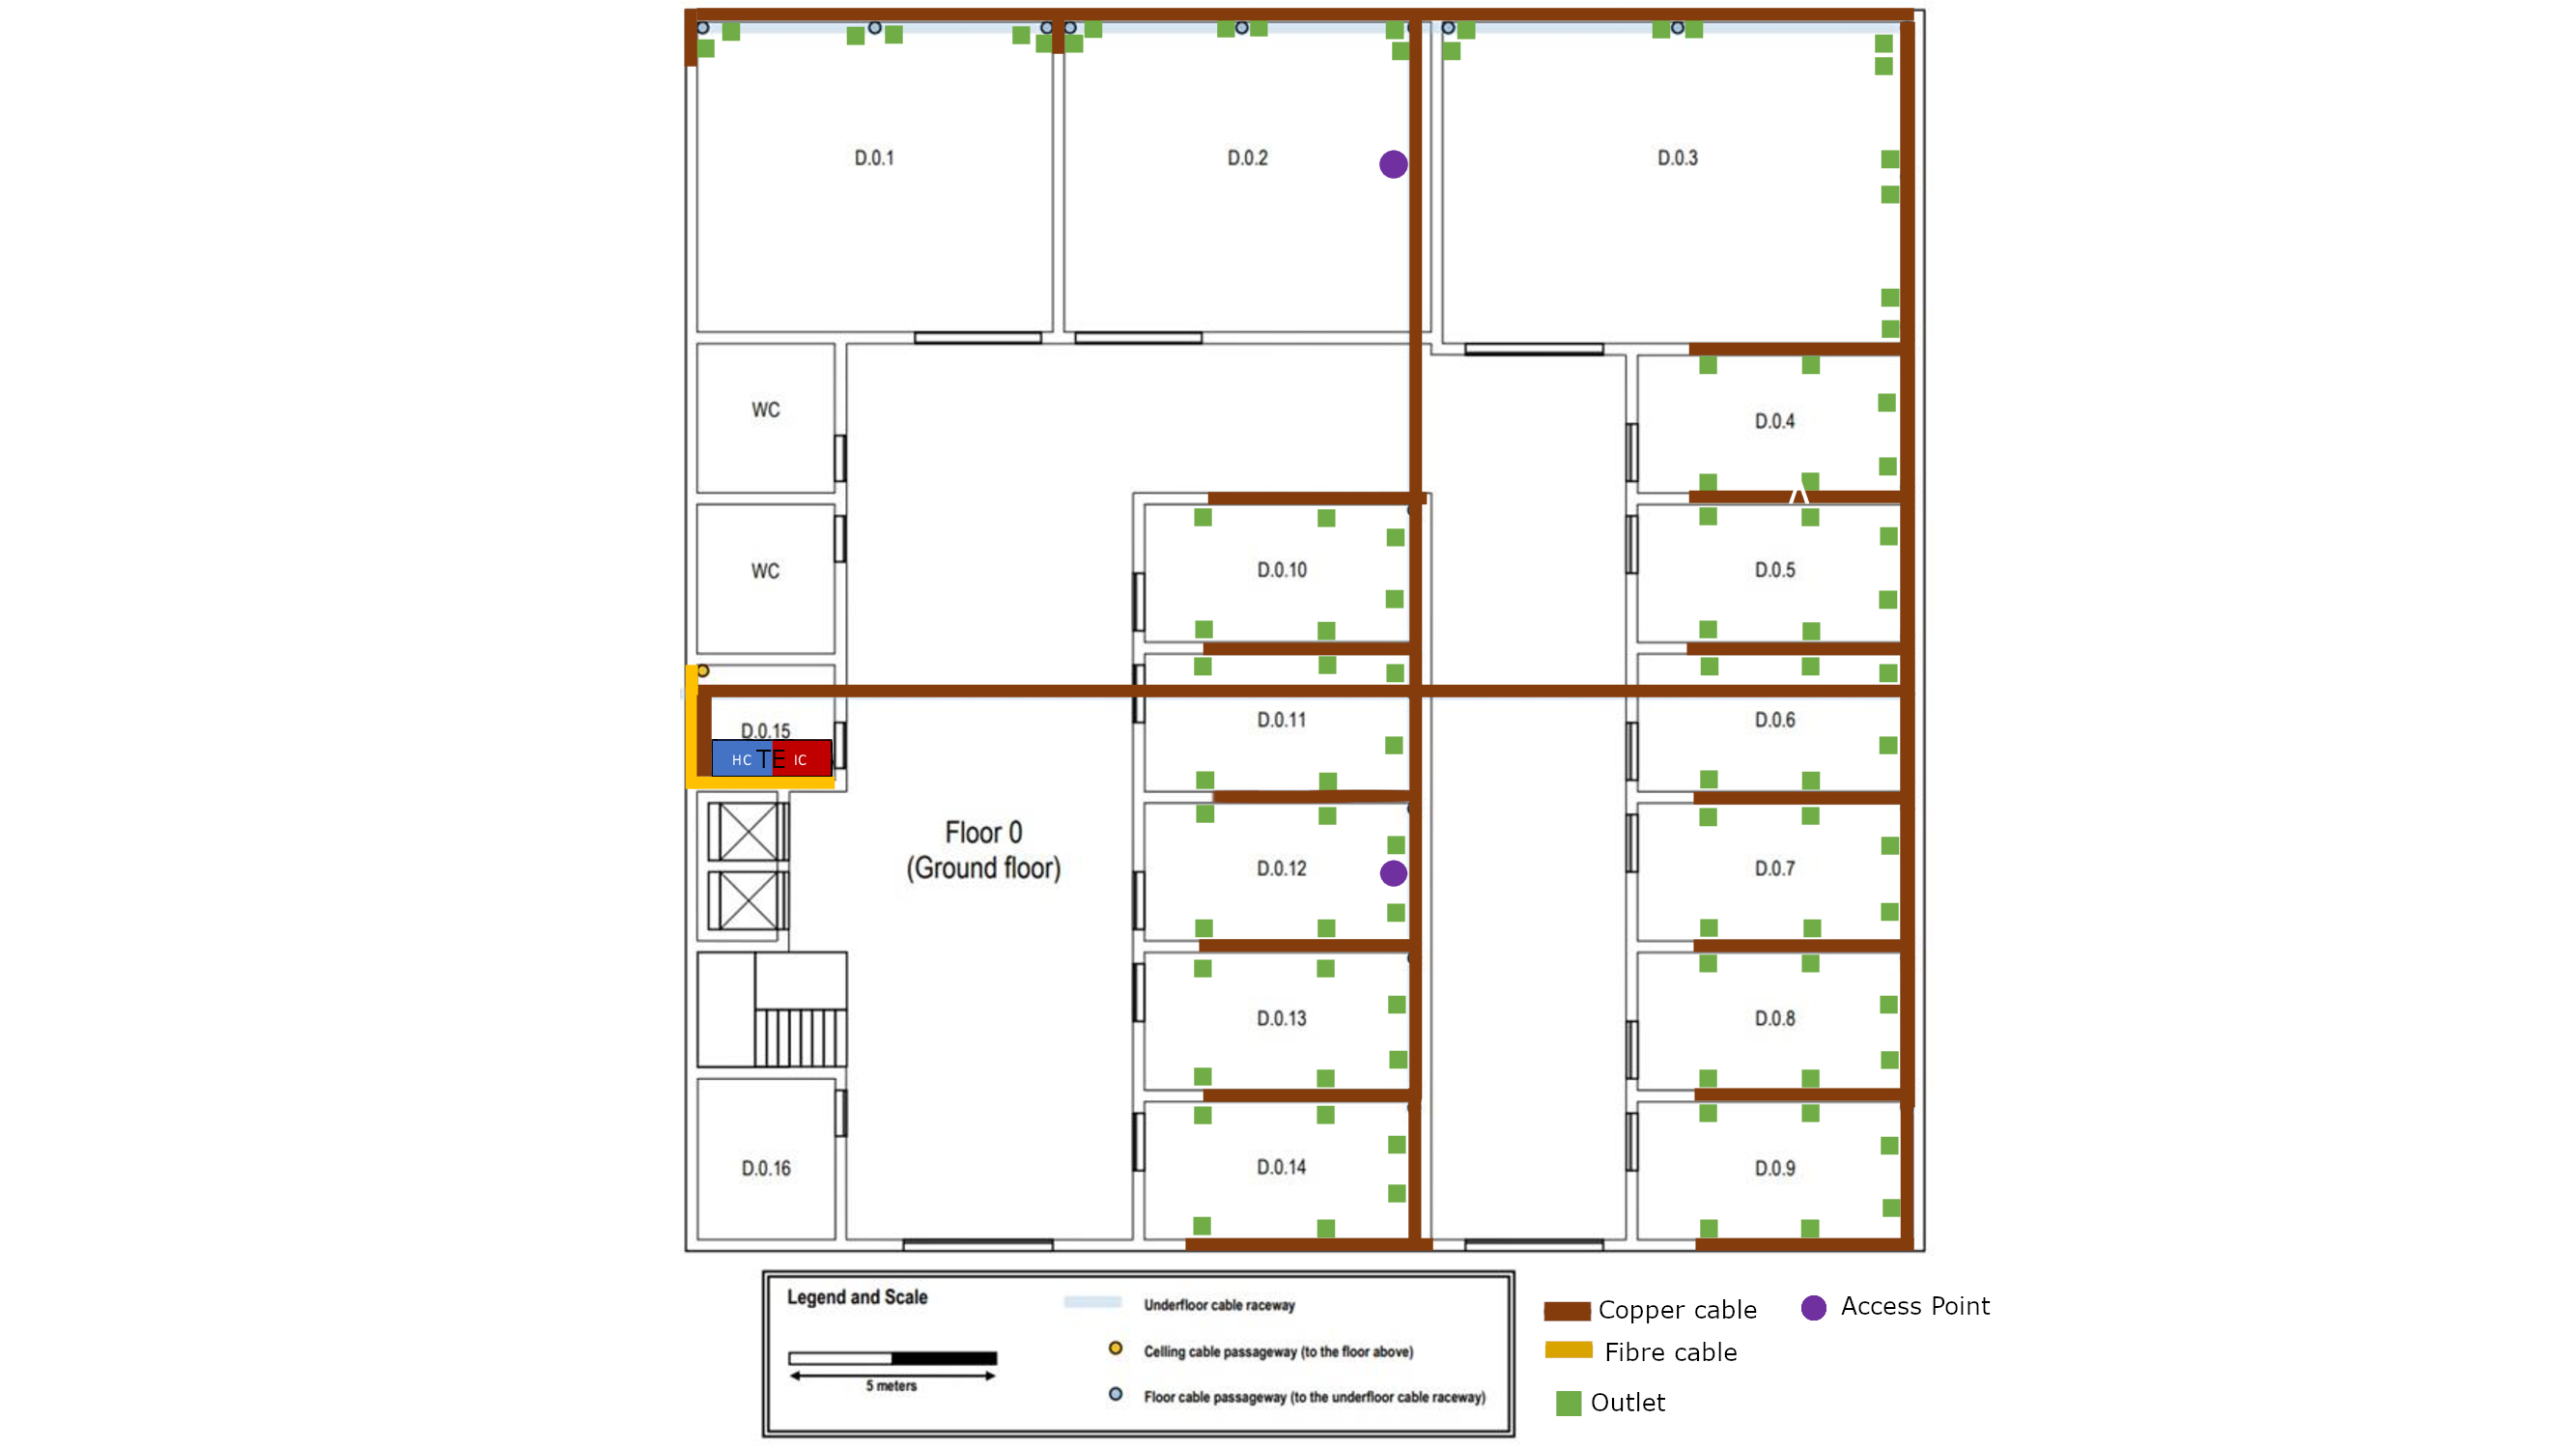 D.0.1
D.0.2
D.0.3
WC
D.0.4
WC
D.0.10
D.0.5
D.0.15
D.0.11
D.0.6
HC TE IC
Floor 0
(Ground floor)
D.0.12
D.0.7
D.0.13
D.0.8
D.0.16
D.0.14
D.0.9
Legend and Scale
5 meters
Underfloor cable raceway
Celling cable passageway (to the floor above)
Floor cable passageway (to the underfloor cable raceway)
Copper cable
Access Point
Fibre cable
Outlet